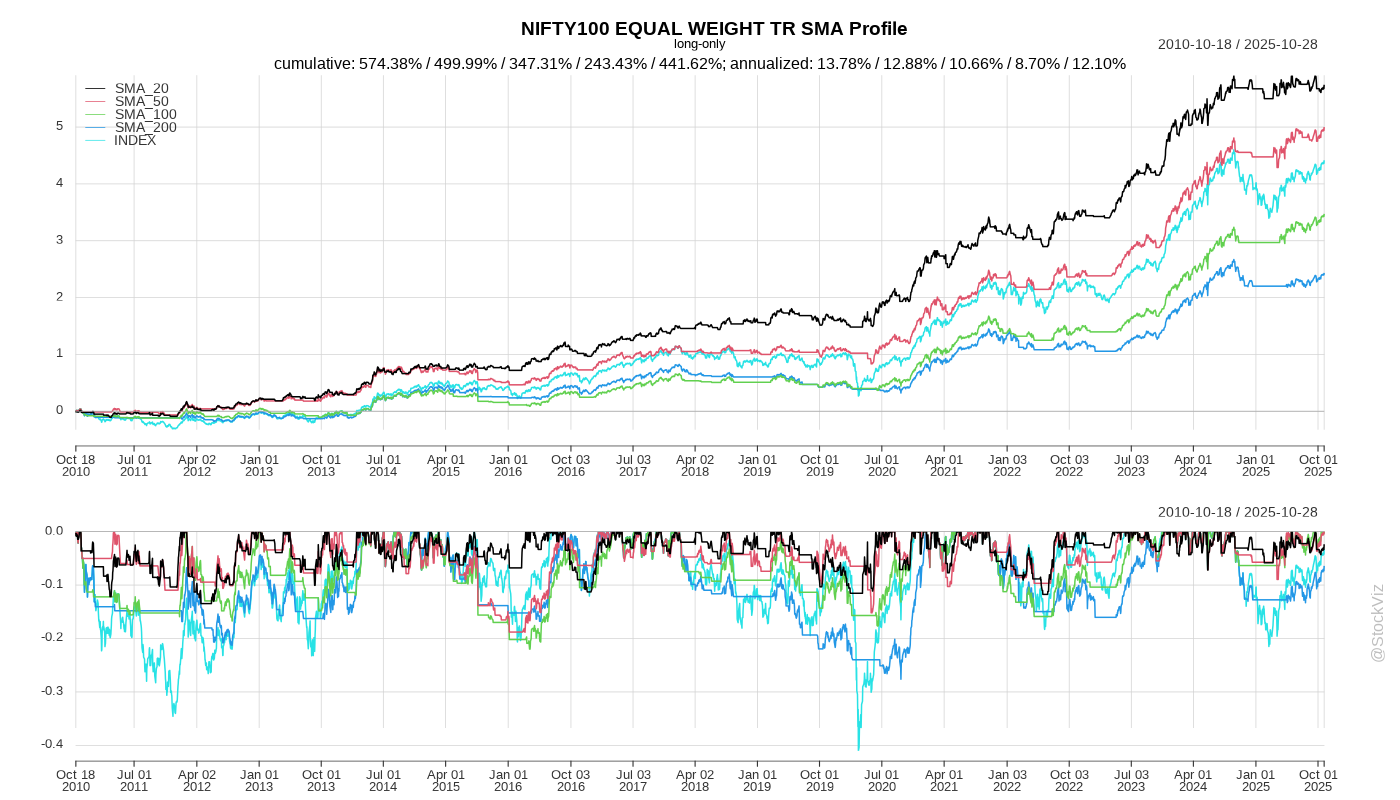 NIFTY100 EQUAL WEIGHT TR SMA Profile
long-only
2010-10-18 / 2025-10-28
cumulative: 574.38% / 499.99% / 347.31% / 243.43% / 441.62%; annualized: 13.78% / 12.88% / 10.66% / 8.70% / 12.10%
SMA_20
SMA_50
SMA_100
SMA_200
INDEX
5
4
3
2
1
0
Oct 18 Jul 01 Apr 02 Jan 01 Oct 01 Jul 01 Apr 01 Jan 01 Oct 03 Jul 03 Apr 02 Jan 01 Oct 01 Jul 01 Apr 01 Jan 03 Oct 03 Jul 03 Apr 01 Jan 01 Oct 01
2010 2011 2012 2013 2013 2014 2015 2016 2016 2017 2018 2019 2019 2020 2021 2022 2022 2023 2024 2025 2025
2010-10-18 / 2025-10-28
0.0
-0.1
-0.2
-0.3
-0.4
Oct 18 Jul 01 Apr 02 Jan 01 Oct 01 Jul 01 Apr 01 Jan 01 Oct 03 Jul 03 Apr 02 Jan 01 Oct 01 Jul 01 Apr 01 Jan 03 Oct 03 Jul 03 Apr 01 Jan 01 Oct 01
2010 2011 2012 2013 2013 2014 2015 2016 2016 2017 2018 2019 2019 2020 2021 2022 2022 2023 2024 2025 2025
@StockViz